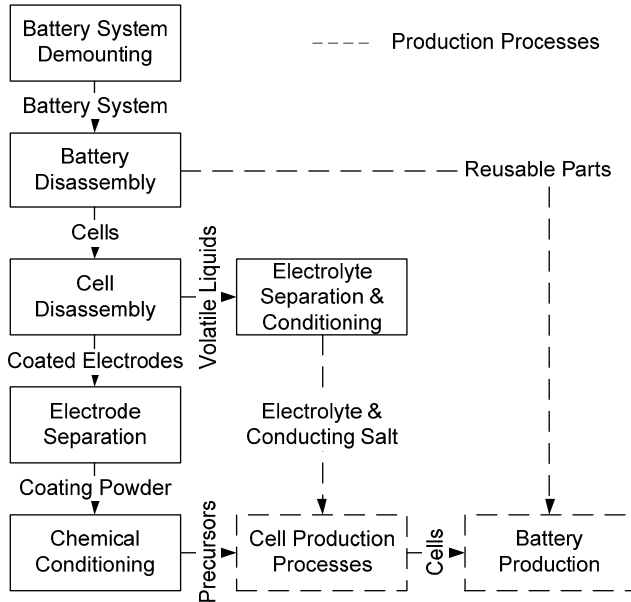 Battery System
Demounting
Production Processes
Battery System
Battery
Disassembly
Reusable Parts
Cells
Cell
Disassembly
Volatile Liquids
Electrolyte
Separation &
Conditioning
Coated Electrodes
Electrode
Separation
Electrolyte &
Conducting Salt
Coating Powder
Chemical
Conditioning
Precursors
Cell Production
Processes
Cells
Battery
Production